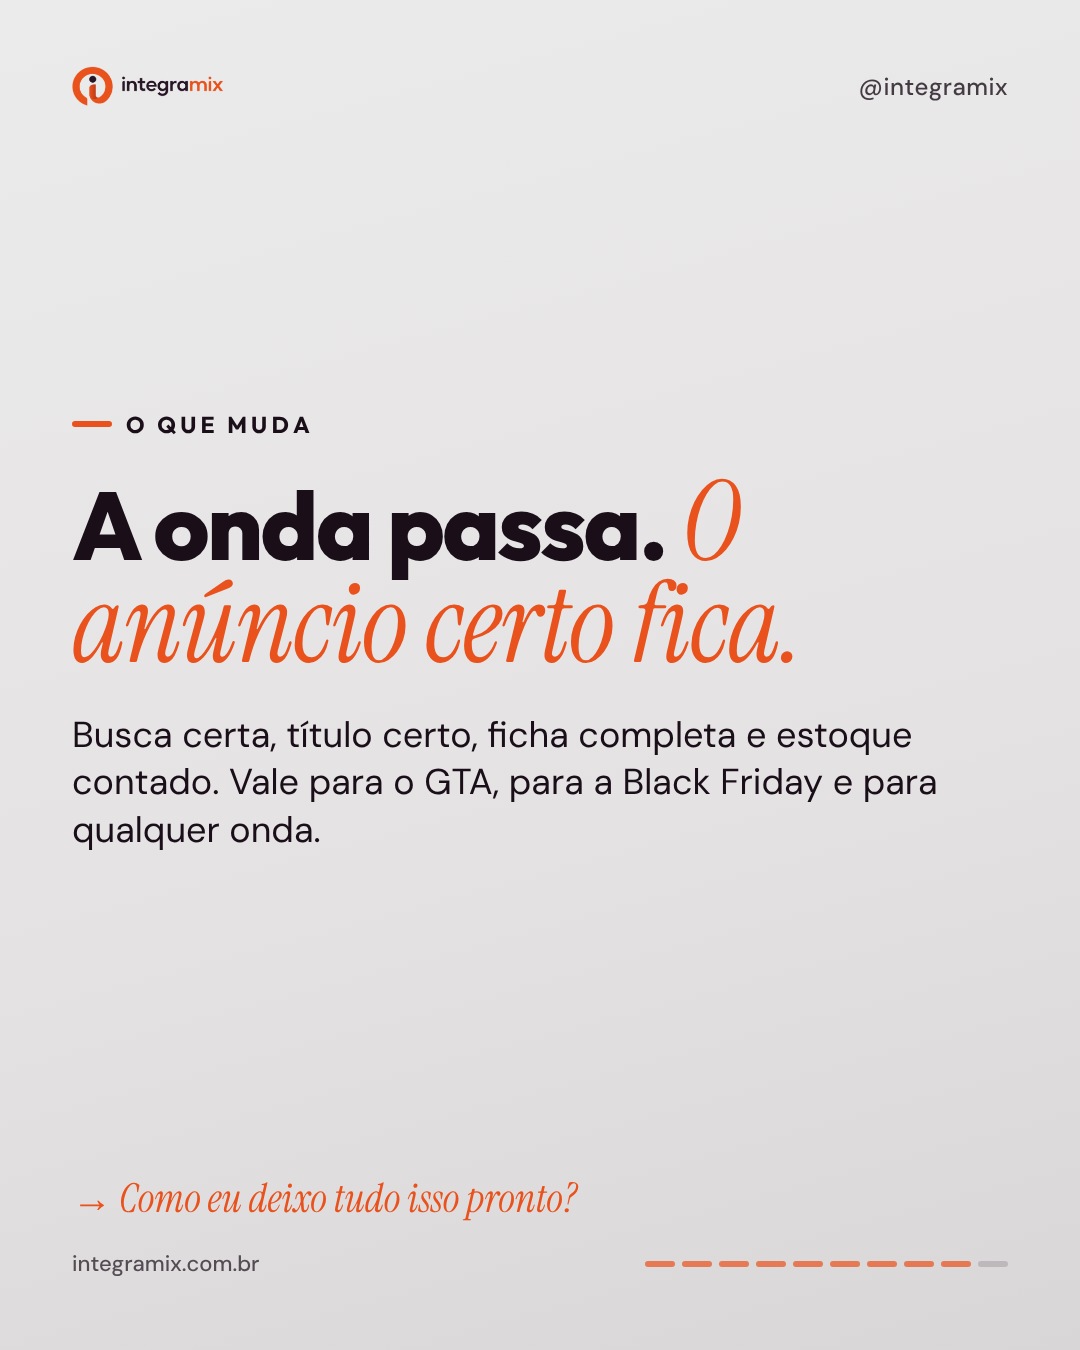 integramix
@integramix
O QUE MUDA
A onda passa. O
anúncio certo fica.
Busca certa, título certo, ficha completa e estoque
contado. Vale para o GTA, para a Black Friday e para
qualquer onda.
→ Como eu deixo tudo isso pronto?
integramix.com.br